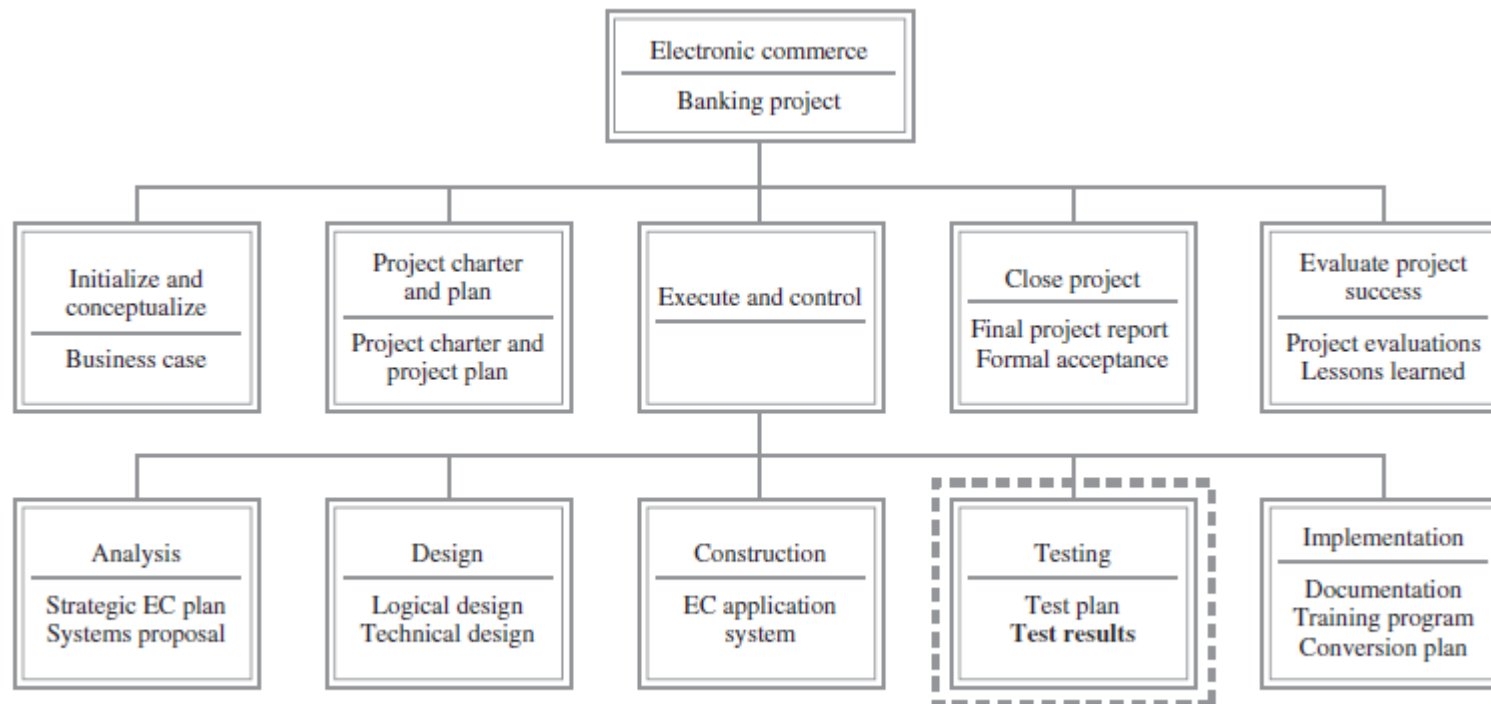 Electronic commerce
Banking project
Initialize and
conceptualize
Business case
Project charter
and plan
Project charter and
project plan
Execute and control
Close project
Final project report
Formal acceptance
Evaluate project
success
Project evaluations
Lessons learned
Analysis
Strategic EC plan
Systems proposal
Design
Logical design
Technical design
Construction
EC application
system
Testing
Test plan
Test results
Implementation
Documentation
Training program
Conversion plan